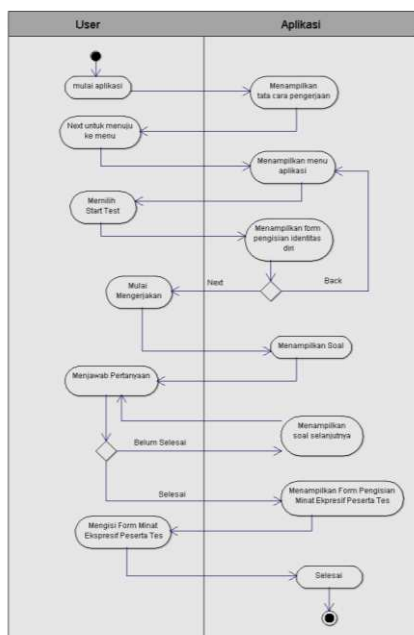 User
Aplikasi
mulai aplikasi
Menampilkan
tata cara pengerjaan
Next untuk menuju
ke menu
Menampilkan menu
aplikasi
Memilih
Start Test
Menampilkan form
pengisian identitas
diri
Mulai
Mengerjakan
Next
Back
Menampilkan Soal
Menjawab Pertanyaan
Menampilkan
soal selanjutnya
Belum Selesai
Selesai
Menampilkan Form Pengisian
Minat Ekpresif Peserta Tes
Mengisi Form Minat
Ekspresif Peserta Tes
Selesai